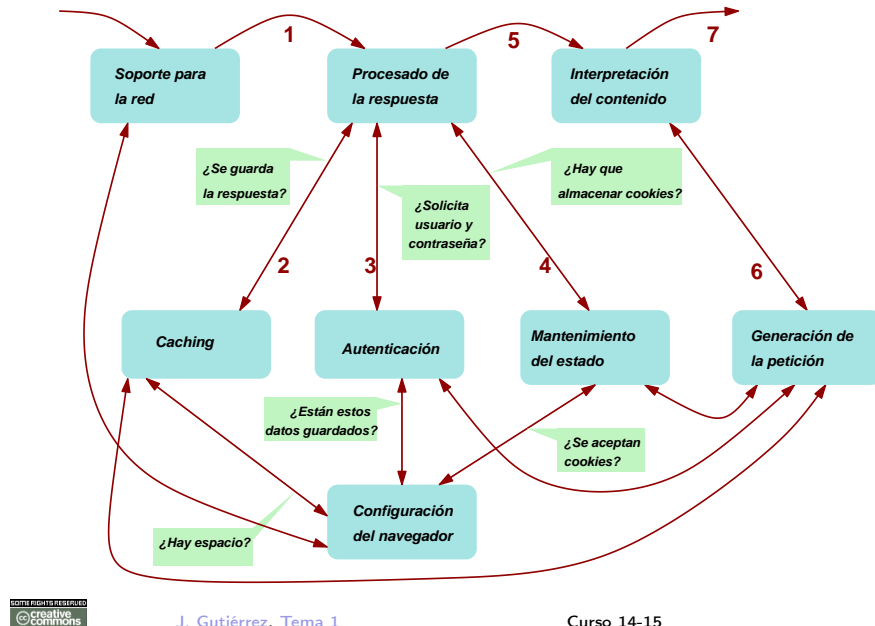 1
5
7
Soporte para
la red
Procesado de
la respuesta
Interpretación
del contenido
¿Se guarda
la respuesta?
¿Solicita
usuario y
contraseña?
¿Hay que
almacenar cookies?
2
3
4
6
Caching
Autenticación
Mantenimiento
del estado
Generación de
la petición
¿Están estos
datos guardados?
¿Se aceptan
cookies?
Configuración
del navegador
¿Hay espacio?
SOME RIGHTS RESERVED
creative
commons
J. Gutiérrez, Tema 1
Curso 14-15